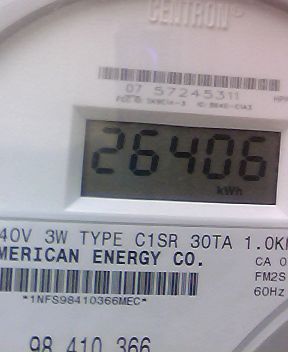 CENTRON®
07 57245311
26406
kWh
40V 3W TYPE C1SR 30TA 1.0K
MERICAN ENERGY CO.
CA 0
FM2S
60Hz
*1NFS98410366MEC*
98 410 366